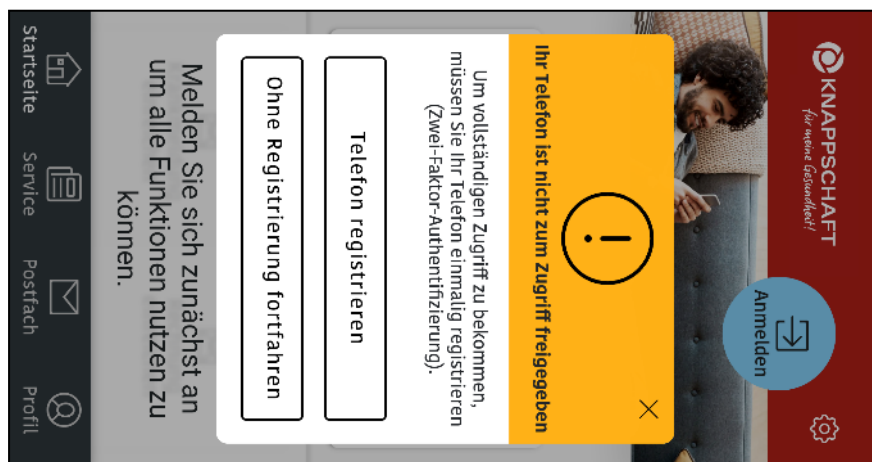 KNAPPSCHAFT
für meine Gesundheit!
Anmelden
Ihr Telefon ist nicht zum Zugriff freigegeben
Um vollständigen Zugriff zu bekommen,
müssen Sie Ihr Telefon einmalig registrieren
(Zwei-Faktor-Authentifizierung).
Telefon registrieren
Ohne Registrierung fortfahren
Melden Sie sich zunächst an
um alle Funktionen nutzen zu
können.
Startseite
Service
Postfach
Profil